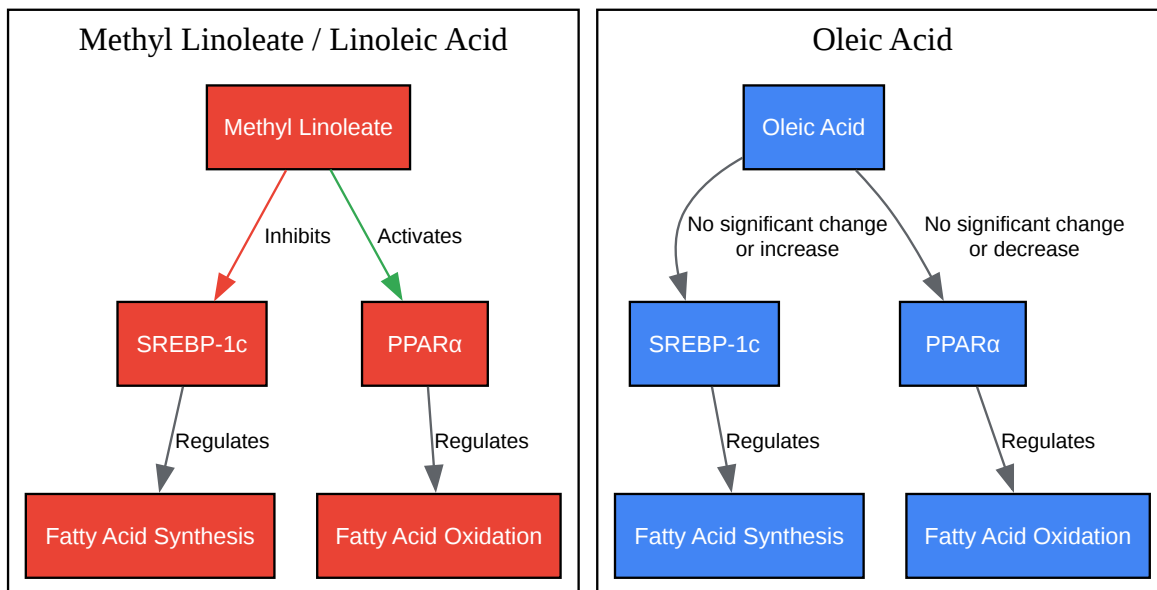 Methyl Linoleate / Linoleic Acid
Methyl Linoleate
Inhibits
Activates
SREBP-1c
PPARα
Regulates
Regulates
Fatty Acid Synthesis
Fatty Acid Oxidation
Oleic Acid
Oleic Acid
No significant change
or increase
No significant change
or decrease
SREBP-1c
PPARα
Regulates
Regulates
Fatty Acid Synthesis
Fatty Acid Oxidation